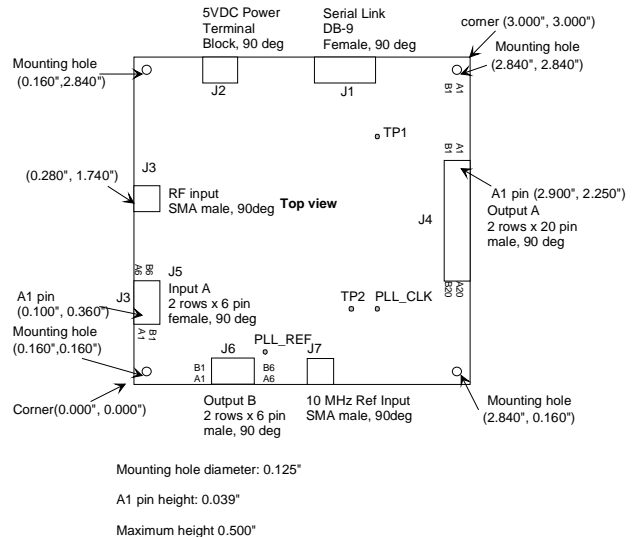 5VDC Power
Terminal
Block, 90 deg
Serial Link
DB-9
Female, 90 deg
corner (3.000", 3.000")
Mounting hole
(0.160",2.840")
Mounting hole
(2.840", 2.840")
J2
J1
B1 A1
TP1
B1 A1
J3
(0.280", 1.740")
RF input
SMA male, 90deg
Top view
A1 pin (2.900", 2.250")
Output A
2 rows x 20 pin
male, 90 deg
J4
A6 B6
J5
Input A
2 rows x 6 pin
female, 90 deg
J3
A1 pin
(0.100", 0.360")
A1 B1
B20 A20
TP2
PLL_CLK
Mounting hole
(0.160",0.160")
PLL_REF
J6
J7
B1
A1
B6
A6
Corner(0.000", 0.000")
Output B
2 rows x 6 pin
male, 90 deg
10 MHz Ref Input
SMA male, 90deg
Mounting hole
(2.840", 0.160")
Mounting hole diameter: 0.125"
A1 pin height: 0.039"
Maximum height 0.500"